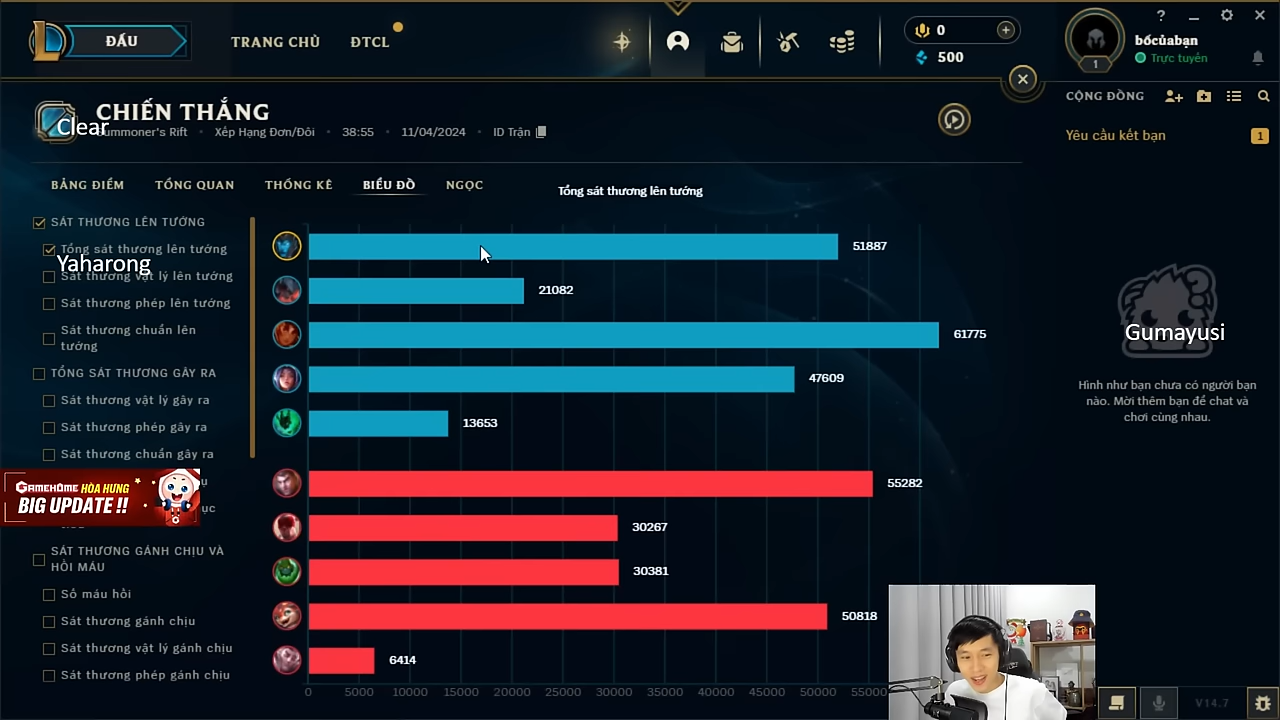 ĐẤU
TRANG CHỦ
ĐTCL
0
500
?
bốcủabạn
Trực tuyến
1
CHIẾN THẮNG
Clear
Summoner's Rift • Xếp Hạng Đơn/Đôi • 38:55 • 11/04/2024 • ID Trận
CỘNG ĐỒNG
Yêu cầu kết bạn
1
BẢNG ĐIỂM
TỔNG QUAN
THỐNG KÊ
BIỂU ĐỒ
NGỌC
Tổng sát thương lên tướng
SÁT THƯƠNG LÊN TƯỚNG
Tổng sát thương lên tướng
Yaharong
Sát thương vật lý lên tướng
Sát thương phép lên tướng
Sát thương chuẩn lên
tướng
TỔNG SÁT THƯƠNG GÂY RA
Sát thương vật lý gây ra
Sát thương phép gây ra
Sát thương chuẩn gây ra
GAMEHOME HÒA HƯNG
BIG UPDATE !!
SÁT THƯƠNG GÁNH CHỊU VÀ
HỒI MÁU
Số máu hồi
Sát thương gánh chịu
Sát thương vật lý gánh chịu
Sát thương phép gánh chịu
51887
21082
61775
47609
13653
55282
30267
30381
50818
6414
0 5000 10000 15000 20000 25000 30000 35000 40000 45000 50000 55000
Gumayusi
Hình như bạn chưa có người bạn
nào. Mời thêm bạn để chat và
chơi cùng nhau.
V14.7